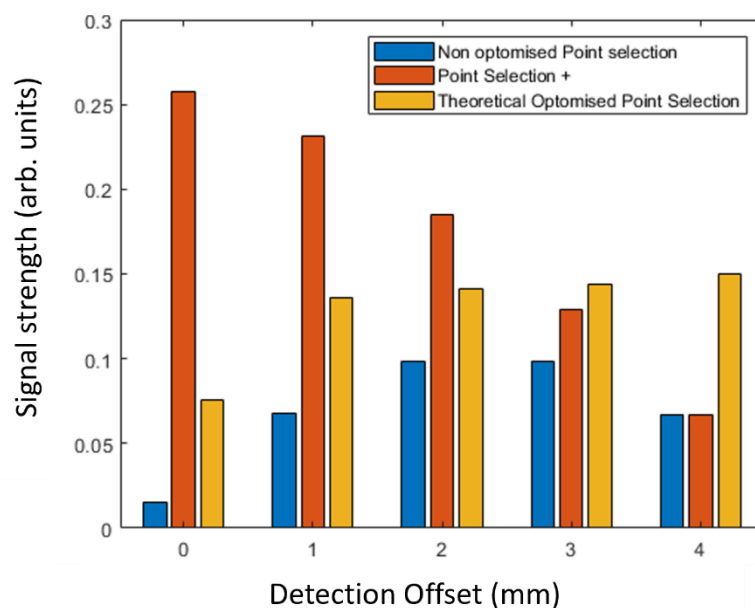 0.3
0.25
0.2
0.15
0.1
0.05
0
Signal strength (arb. units)
Non optomised Point selection
Point Selection +
Theoretical Optomised Point Selection
0 1 2 3 4
Detection Offset (mm)